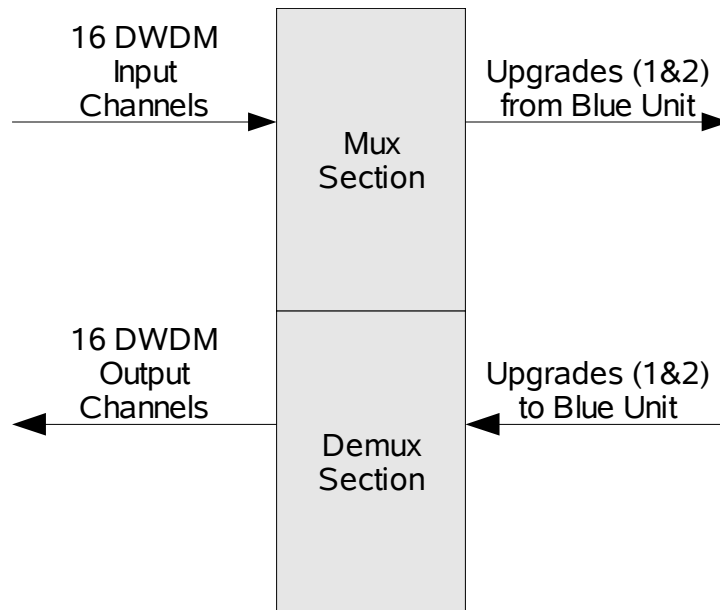 16 DWDM
Input
Channels
Upgrades (1&2)
from Blue Unit
Mux
Section
16 DWDM
Output
Channels
Upgrades (1&2)
to Blue Unit
Demux
Section